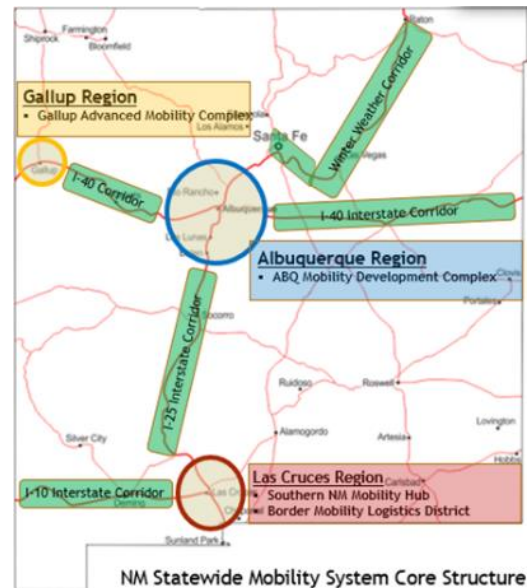 Raton
Shiprock
Farmington
Bloomfield
Gallup Region
▪ Gallup Advanced Mobility Complex
Los Alamos
Santa Fe
Winter Weather Corridor
Vegas
Gallup
I-40 Corridor
Rio Rancho
Albuquerque
I-40 Interstate Corridor
Los Lunas
Albuquerque Region
▪ ABQ Mobility Development Complex
Clovis
Portales
I-25 Interstate Corridor
Socorro
Ruidoso
Roswell
Lovington
Silver City
Alamogordo
Artesia
Hobbs
I-10 Interstate Corridor
Deming
Las Cruces
Las Cruces Region
Carlsbad
▪ Southern NM Mobility Hub
▪ Border Mobility Logistics District
Sunland Park
NM Statewide Mobility System Core Structure